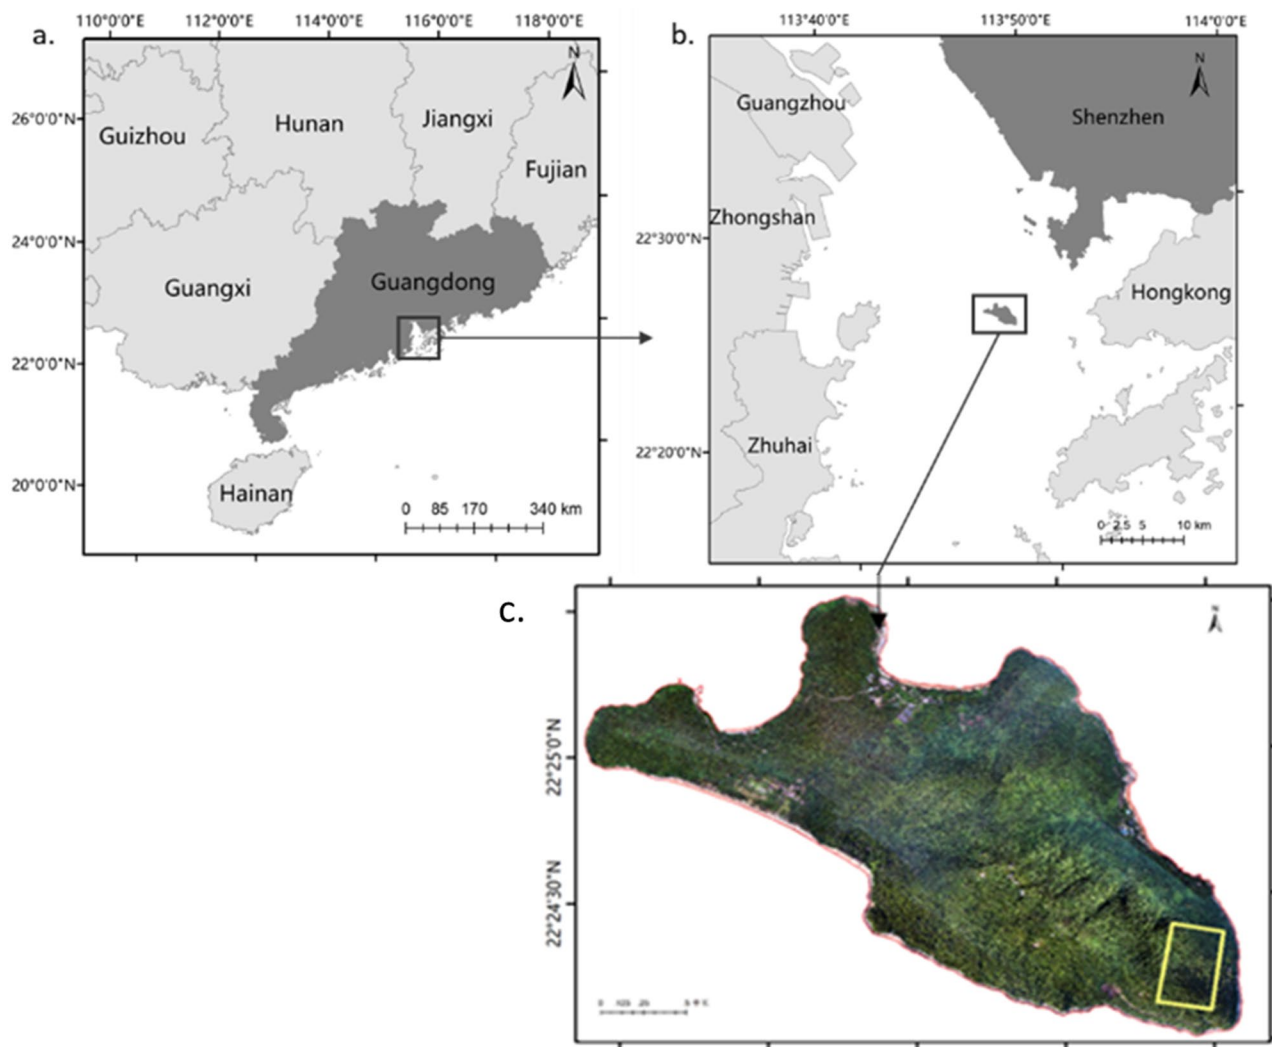 a.
110°0'0"E 112°0'0"E 114°0'0"E 116°0'0"E 118°0'0"E
N
26°0'0"N
24°0'0"N
22°0'0"N
20°0'0"N
Guizhou
Hunan
Jiangxi
Fujian
Guangxi
Guangdong
Hainan
0 85 170 340 km
b.
113°40'0"E 113°50'0"E 114°0'0"E
N
22°30'0"N
22°20'0"N
Guangzhou
Shenzhen
Zhongshan
Hongkong
Zhuhai
0 2.5 5 10 km
c.
N
22°25'0"N
22°24'30"N